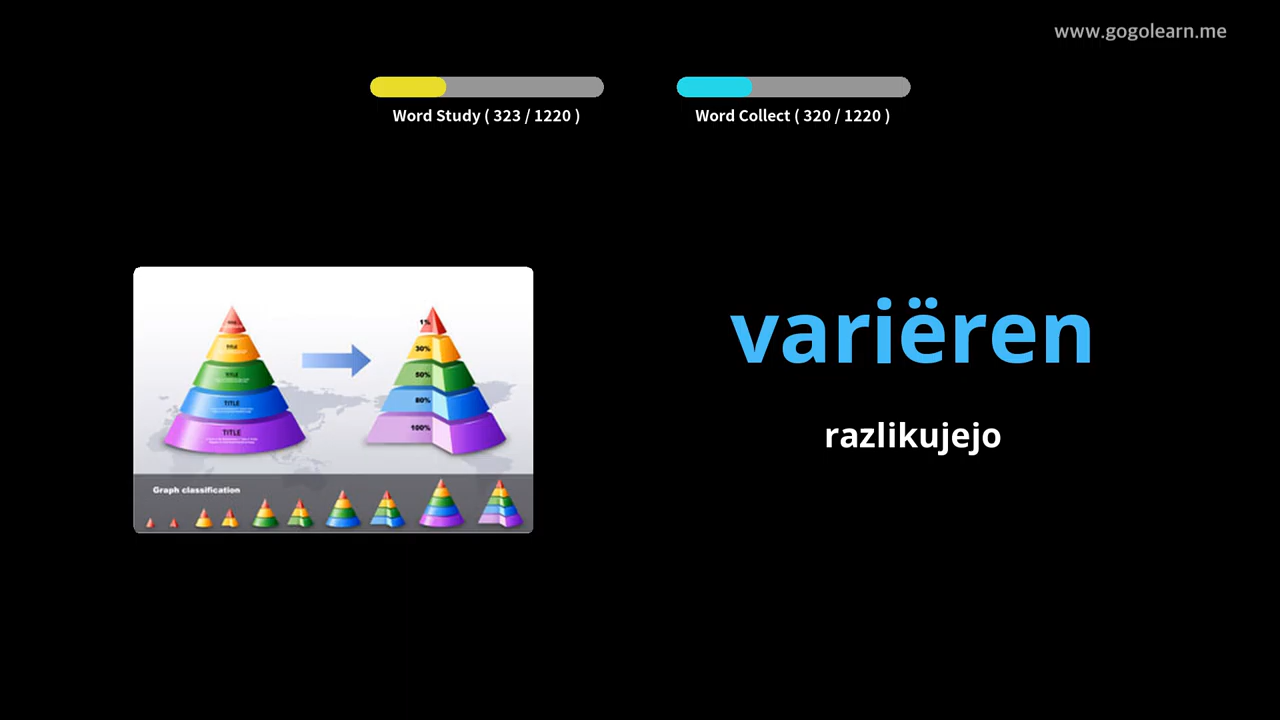 www.gogolearn.me
Word Study ( 323 / 1220 )
Word Collect ( 320 / 1220 )
variëren
razlikujejo
TITLE
TITLE
TITLE
TITLE
1%
30%
50%
80%
100%
Graph classification